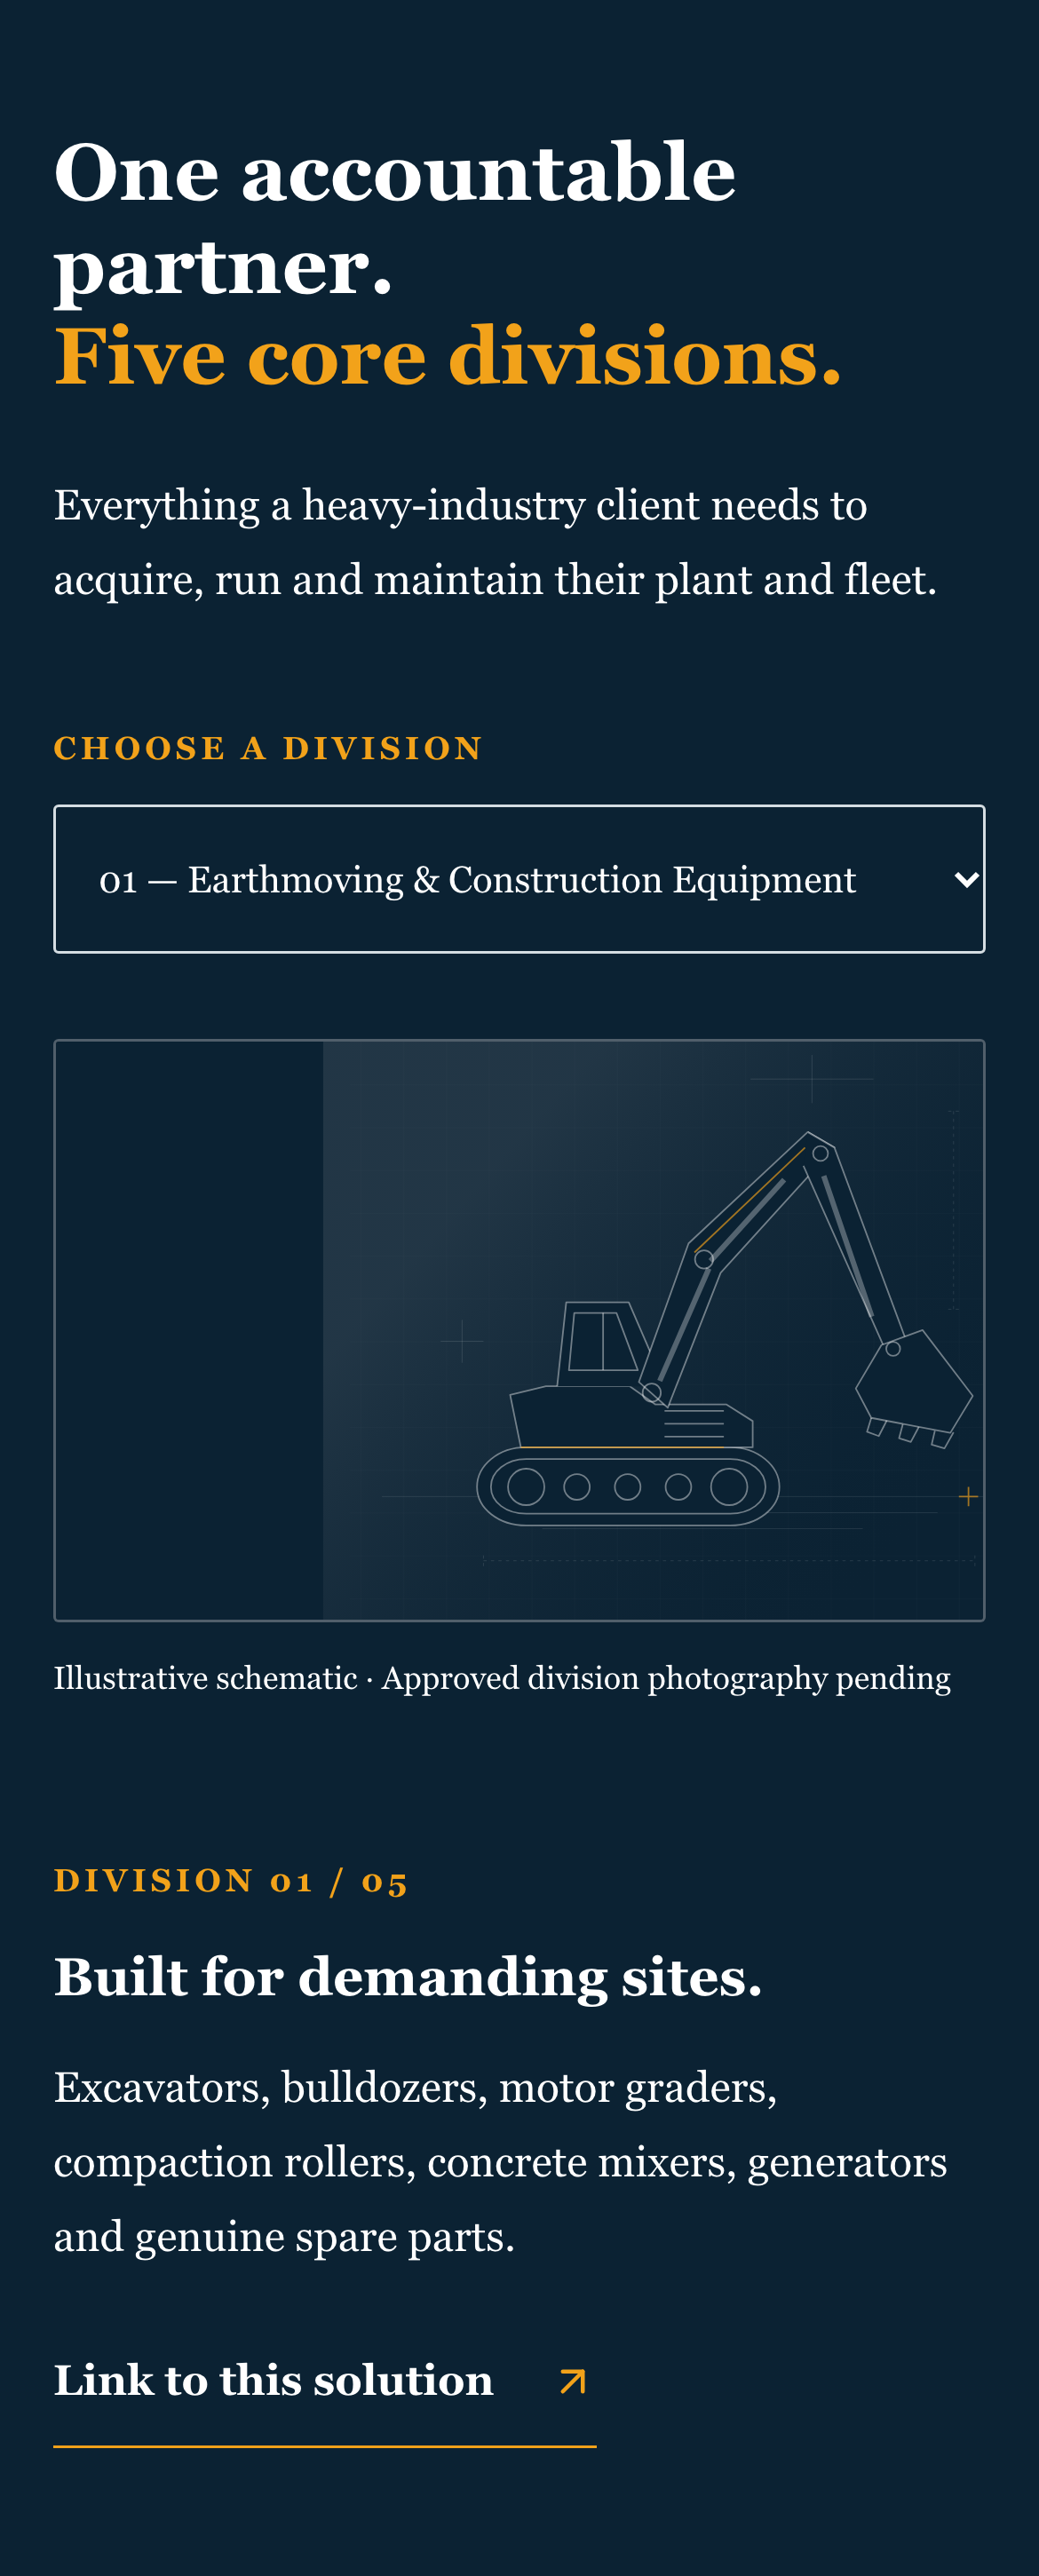 One accountable
partner.
Five core divisions.
Everything a heavy-industry client needs to
acquire, run and maintain their plant and fleet.
CHOOSE A DIVISION
01 — Earthmoving & Construction Equipment
Illustrative schematic · Approved division photography pending
DIVISION 01 / 05
Built for demanding sites.
Excavators, bulldozers, motor graders,
compaction rollers, concrete mixers, generators
and genuine spare parts.
Link to this solution